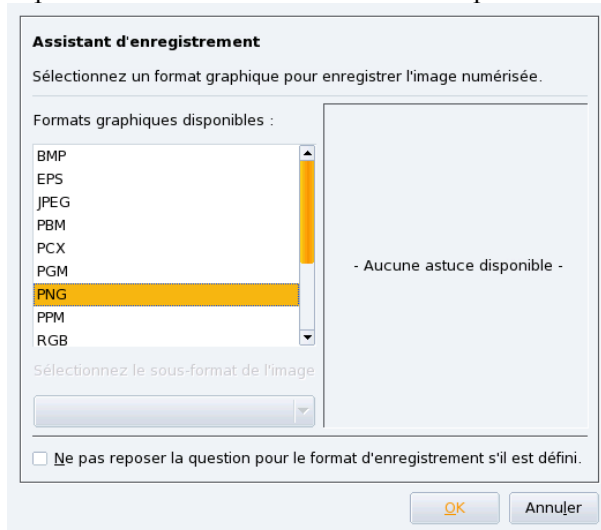 Assistant d'enregistrement
Sélectionnez un format graphique pour enregistrer l'image numérisée.
Formats graphiques disponibles :
BMP
EPS
JPEG
PBM
PCX
PGM
PNG
PPM
RGB
- Aucune astuce disponible -
Sélectionnez le sous-format de l'image
Ne pas reposer la question pour le format d'enregistrement s'il est défini.
OK
Annuler